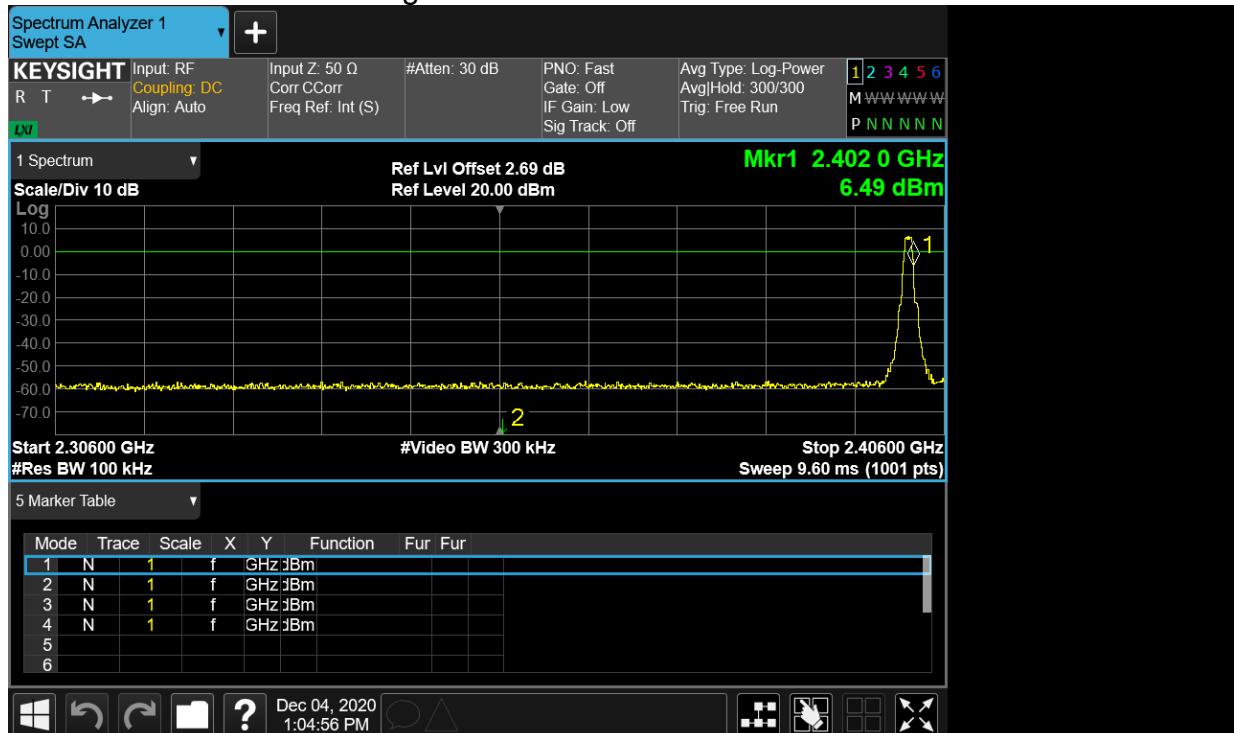 Spectrum Analyzer 1
Swept SA
+
KEYSIGHT
R T
LXI
Input: RF
Coupling: DC
Align: Auto
Input Z: 50 Ω
Corr CCorr
Freq Ref: Int (S)
#Atten: 30 dB
PNO: Fast
Gate: Off
IF Gain: Low
Sig Track: Off
Avg Type: Log-Power
Avg|Hold: 300/300
Trig: Free Run
1 2 3 4 5 6
M W W W W W
P N N N N N
1 Spectrum
Scale/Div 10 dB
Ref Lvl Offset 2.69 dB
Ref Level 20.00 dBm
Mkr1 2.402 0 GHz
6.49 dBm
Log
10.0
0.00
-10.0
-20.0
-30.0
-40.0
-50.0
-60.0
-70.0
1
2
Start 2.30600 GHz
#Res BW 100 kHz
#Video BW 300 kHz
Stop 2.40600 GHz
Sweep 9.60 ms (1001 pts)
5 Marker Table
Mode Trace Scale X Y Function Fur Fur
1 N 1 f GHz dBm
2 N 1 f GHz dBm
3 N 1 f GHz dBm
4 N 1 f GHz dBm
5
6
?
Dec 04, 2020
1:04:56 PM